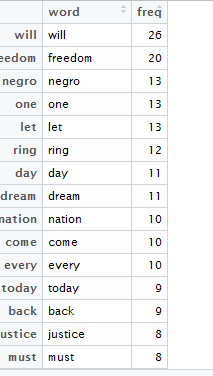 word freq
will will 26
eedom freedom 20
negro negro 13
one one 13
let let 13
ring ring 12
day day 11
dream dream 11
nation nation 10
come come 10
every every 10
today today 9
back back 9
ustice justice 8
must must 8